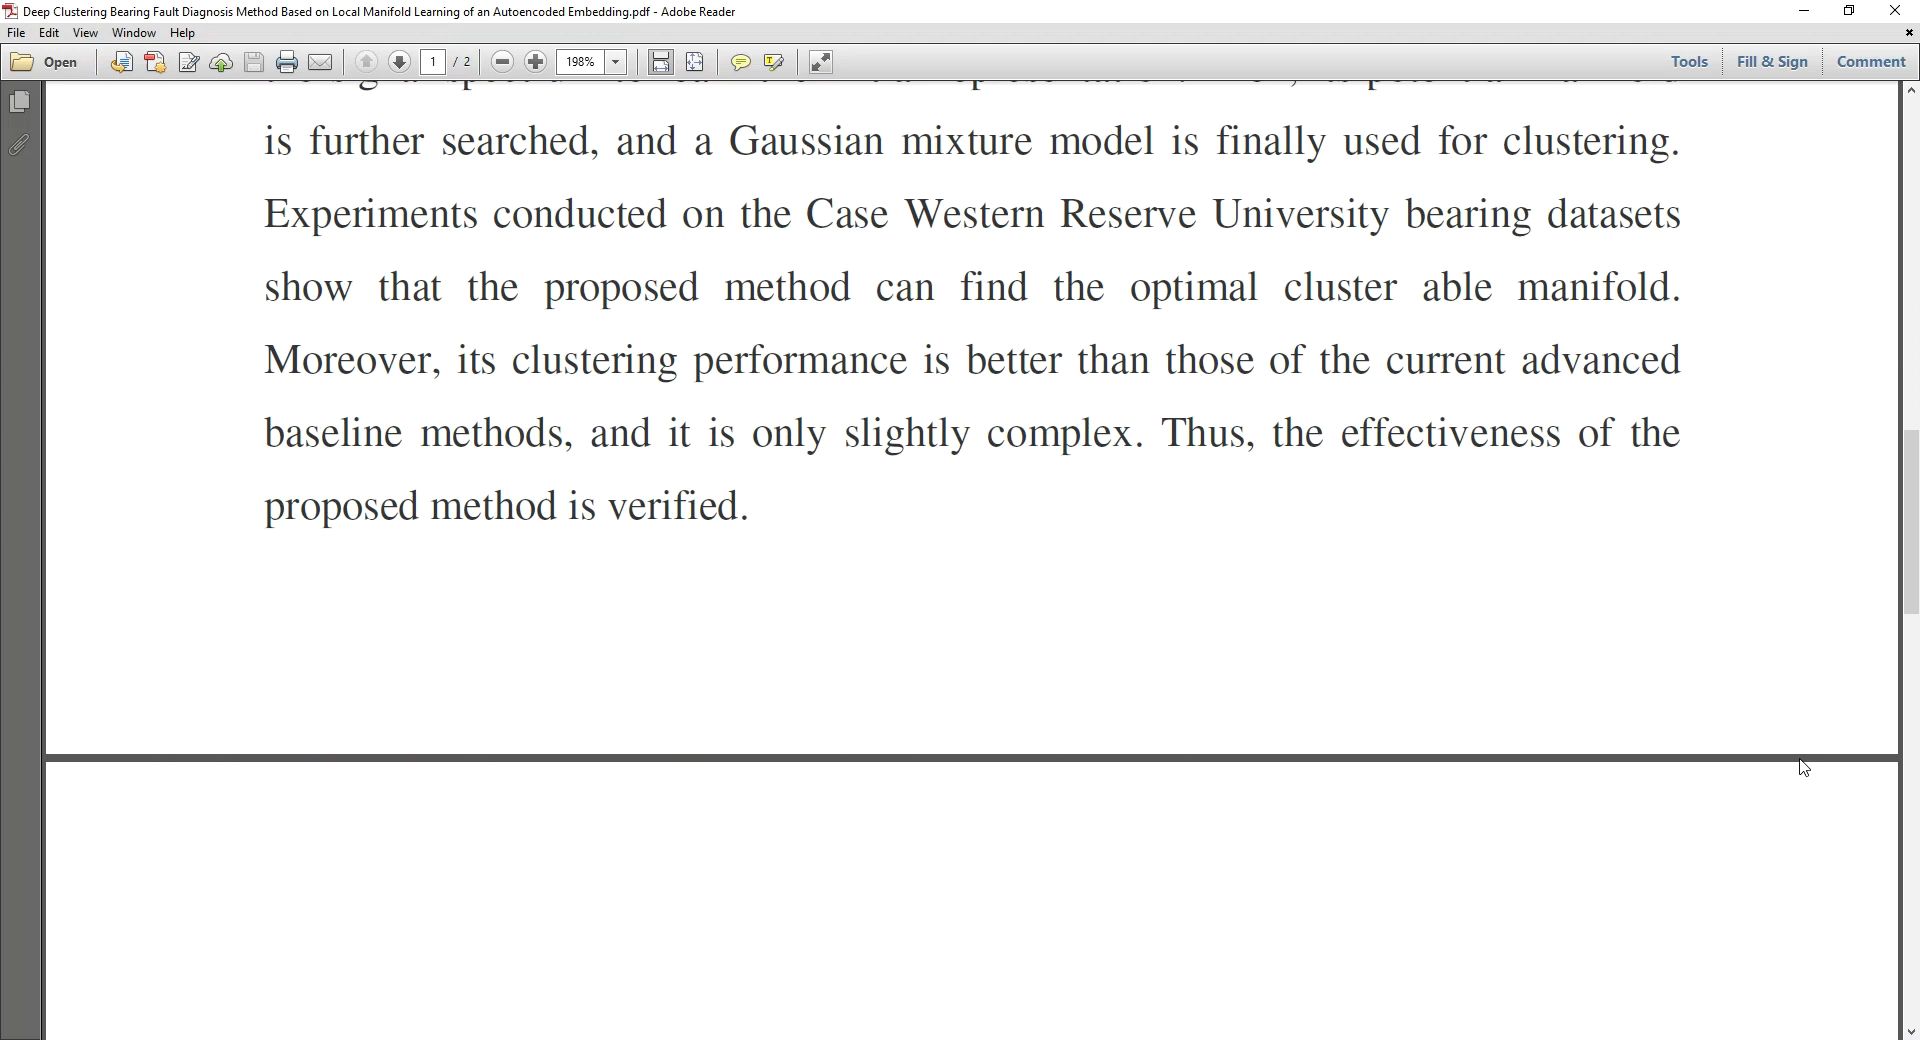 Deep Clustering Bearing Fault Diagnosis Method Based on Local Manifold Learning of an Autoencoded Embedding.pdf - Adobe Reader
File Edit View Window Help
Open 1 / 2 198% Tools Fill & Sign Comment
is further searched, and a Gaussian mixture model is finally used for clustering.
Experiments conducted on the Case Western Reserve University bearing datasets
show that the proposed method can find the optimal cluster able manifold.
Moreover, its clustering performance is better than those of the current advanced
baseline methods, and it is only slightly complex. Thus, the effectiveness of the
proposed method is verified.